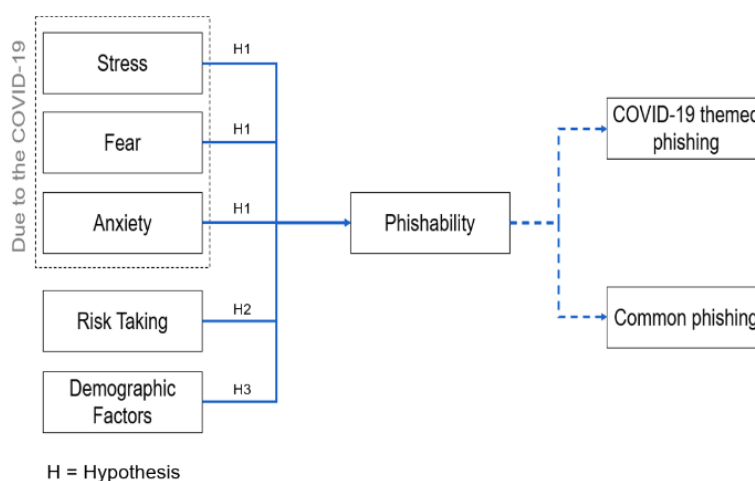 Due to the COVID-19
Stress
H1
Fear
H1
Anxiety
H1
Risk Taking
H2
Demographic
Factors
H3
Phishability
COVID-19 themed
phishing
Common phishing
H = Hypothesis